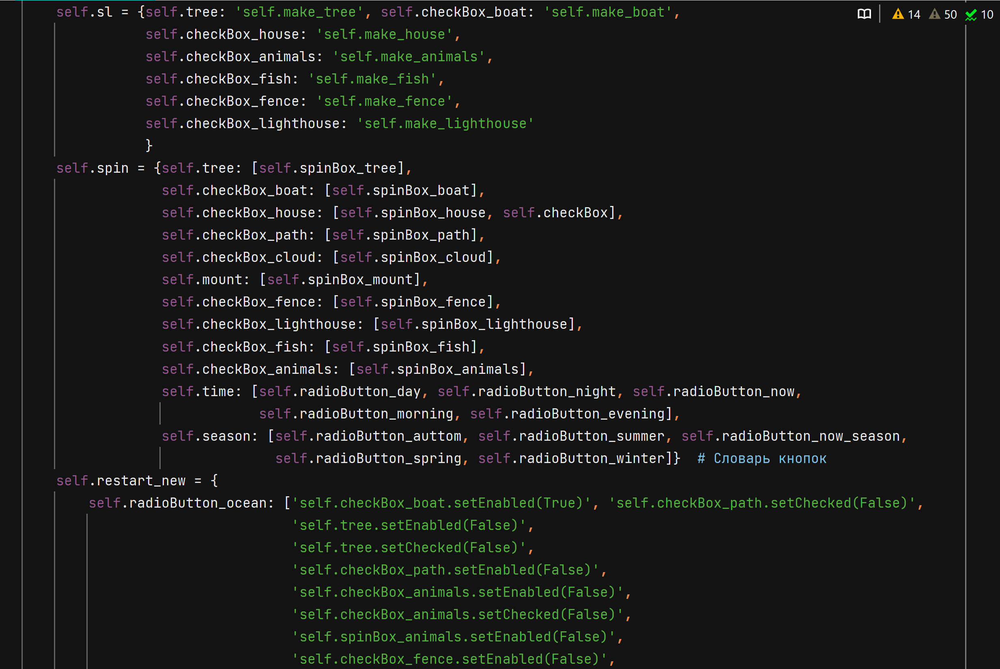 self.sl = {self.tree: 'self.make_tree', self.checkBox_boat: 'self.make_boat',
14 50 10
self.checkBox_house: 'self.make_house',
self.checkBox_animals: 'self.make_animals',
self.checkBox_fish: 'self.make_fish',
self.checkBox_fence: 'self.make_fence',
self.checkBox_lighthouse: 'self.make_lighthouse'
}
self.spin = {self.tree: [self.spinBox_tree],
self.checkBox_boat: [self.spinBox_boat],
self.checkBox_house: [self.spinBox_house, self.checkBox],
self.checkBox_path: [self.spinBox_path],
self.checkBox_cloud: [self.spinBox_cloud],
self.mount: [self.spinBox_mount],
self.checkBox_fence: [self.spinBox_fence],
self.checkBox_lighthouse: [self.spinBox_lighthouse],
self.checkBox_fish: [self.spinBox_fish],
self.checkBox_animals: [self.spinBox_animals],
self.time: [self.radioButton_day, self.radioButton_night, self.radioButton_now,
self.radioButton_morning, self.radioButton_evening],
self.season: [self.radioButton_auttom, self.radioButton_summer, self.radioButton_now_season,
self.radioButton_spring, self.radioButton_winter]}  # Словарь кнопок
self.restart_new = {
self.radioButton_ocean: ['self.checkBox_boat.setEnabled(True)', 'self.checkBox_path.setChecked(False)',
'self.tree.setEnabled(False)',
'self.tree.setChecked(False)',
'self.checkBox_path.setEnabled(False)',
'self.checkBox_animals.setEnabled(False)',
'self.checkBox_animals.setChecked(False)',
'self.spinBox_animals.setEnabled(False)',
'self.checkBox_fence.setEnabled(False)',